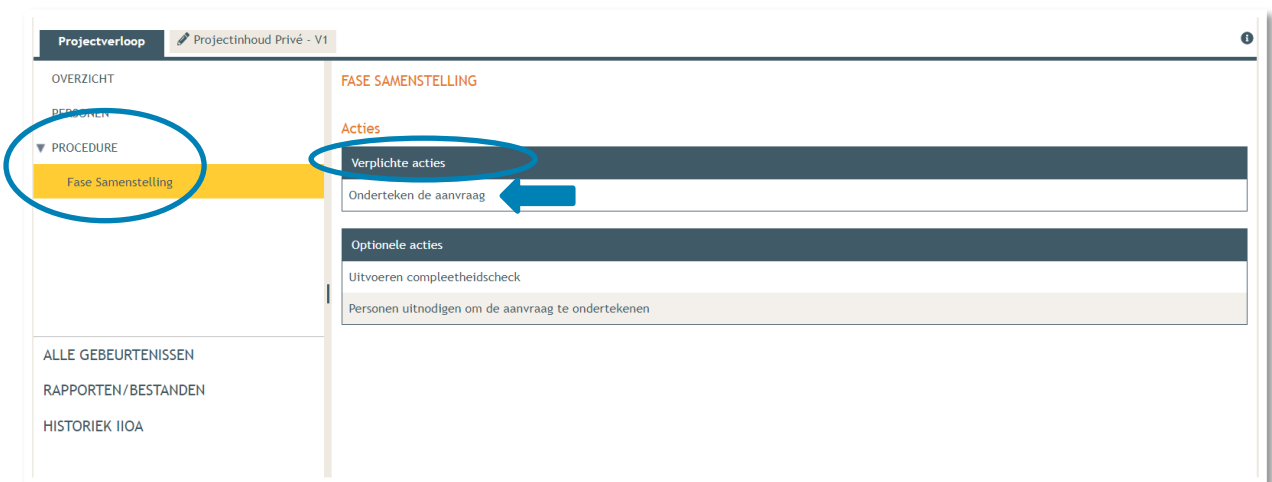 Projectverloop
Projectinhoud Privé - V1
OVERZICHT
PERSONEN
PROCEDURE
Fase Samenstelling
ALLE GEBEURTENISSEN
RAPPORTEN/BESTANDEN
HISTORIEK IIOA
FASE SAMENSTELLING
Acties
Verplichte acties
Onderteken de aanvraag
Optionele acties
Uitvoeren compleetheidscheck
Personen uitnodigen om de aanvraag te ondertekenen